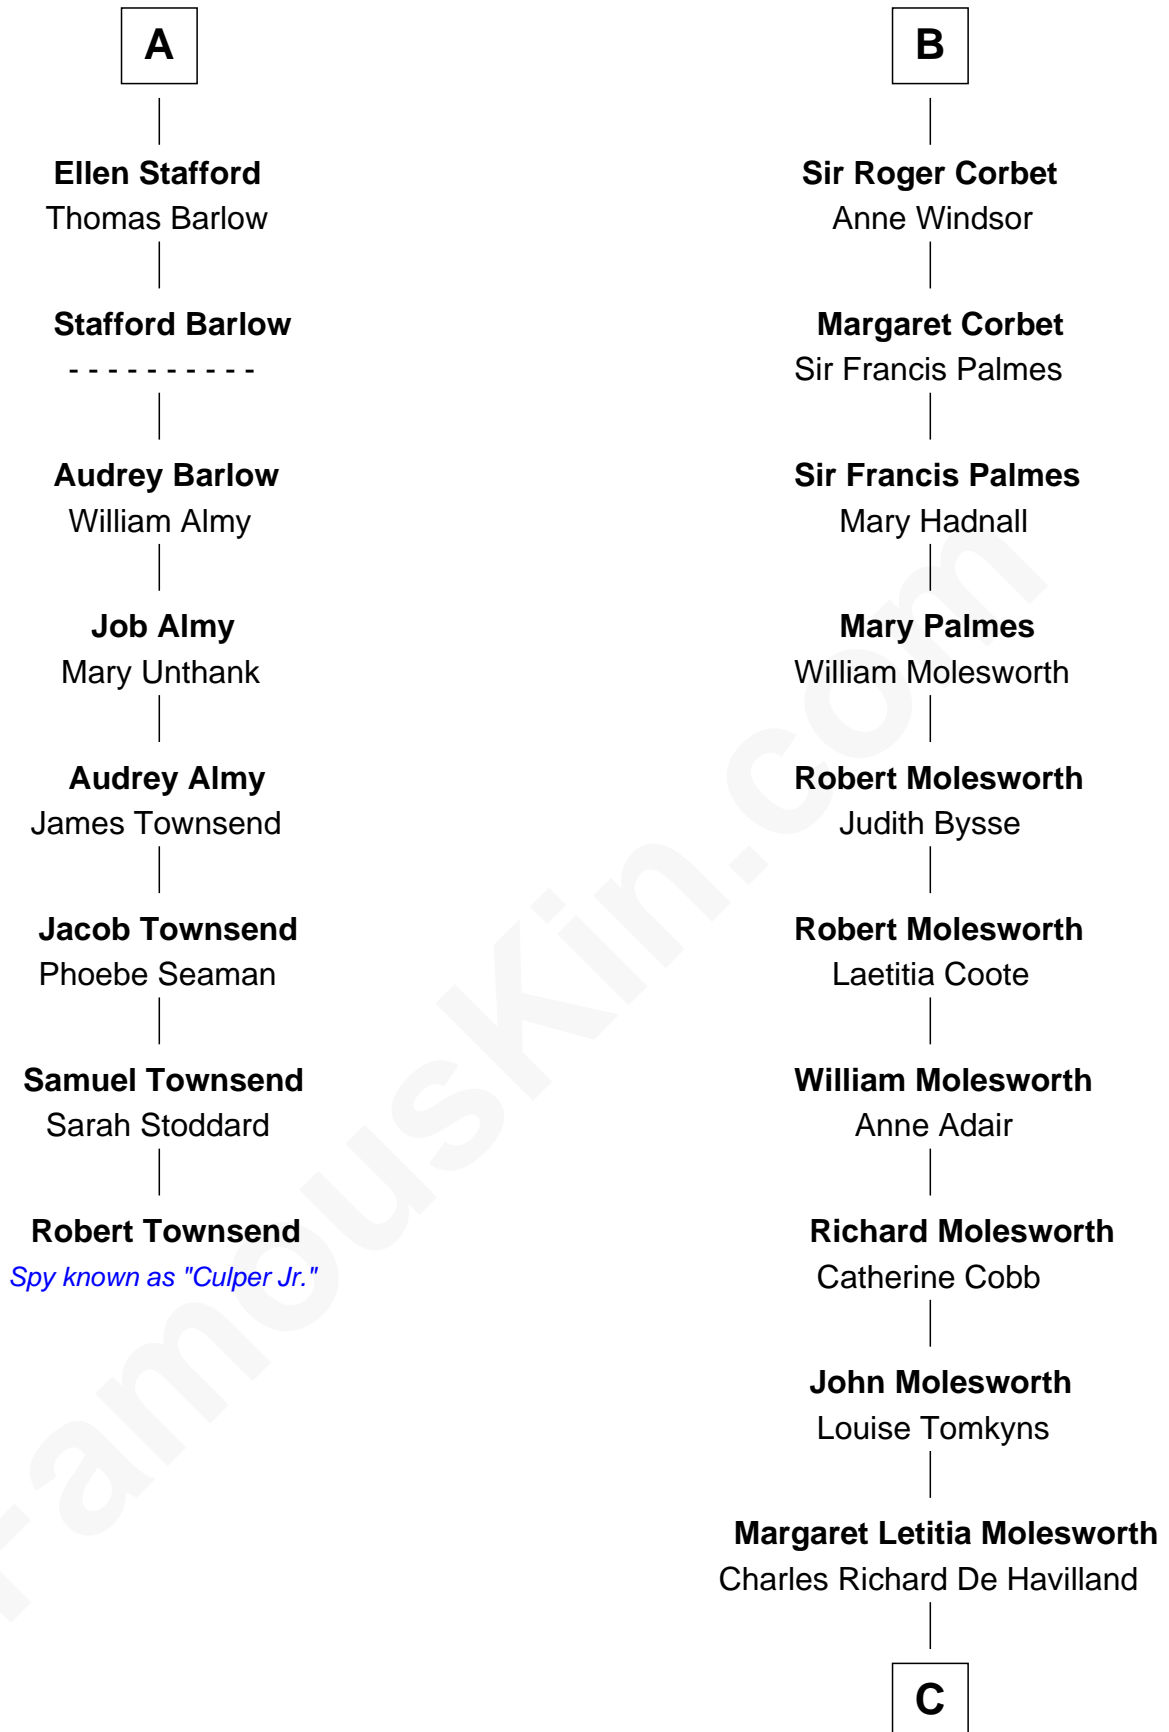 A
Ellen Stafford
Thomas Barlow
Stafford Barlow
- - - - - - - - - -
Audrey Barlow
William Almy
Job Almy
Mary Unthank
Audrey Almy
James Townsend
Jacob Townsend
Phoebe Seaman
Samuel Townsend
Sarah Stoddard
Robert Townsend
Spy known as "Culper Jr."
B
Sir Roger Corbet
Anne Windsor
Margaret Corbet
Sir Francis Palmes
Sir Francis Palmes
Mary Hadnall
Mary Palmes
William Molesworth
Robert Molesworth
Judith Bysse
Robert Molesworth
Laetitia Coote
William Molesworth
Anne Adair
Richard Molesworth
Catherine Cobb
John Molesworth
Louise Tomkyns
Margaret Letitia Molesworth
Charles Richard De Havilland
C
FamousKin.com